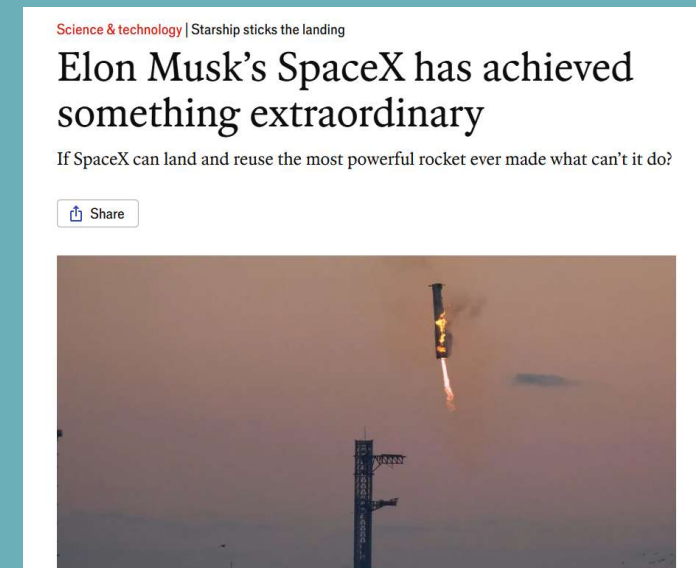 Science & technology | Starship sticks the landing
Elon Musk’s SpaceX has achieved
something extraordinary
If SpaceX can land and reuse the most powerful rocket ever made what can’t it do?
Share